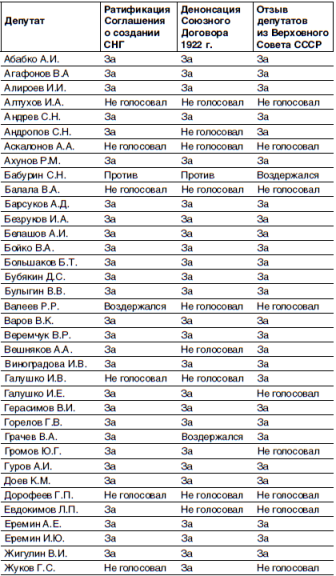 Депутат Ратификация Соглашения о создании СНГ Денонсация Союзного Договора 1922 г. Отзыв депутатов из Верховного Совета СССР
Абабко А.И. За За За
Агафонов В.А За За За
Алироев И.И. За За За
Алтухов И.А. Не голосовал Не голосовал Не голосовал
Андрев С.Н. За За За
Андропов С.Н. За Не голосовал За
Аскалонов А.А. Не голосовал Не голосовал Не голосовал
Ахунов Р.М. За За За
Бабурин С.Н. Против Против Воздержался
Балала В.А. Не голосовал Не голосовал Не голосовал
Барсуков А.Д. За За За
Безруков И.А. За За За
Белашов А.И. За За За
Бойко В.А. За За За
Большаков Б.Т. За За За
Бубякин Д.С. За За За
Булыгин В.В. За За За
Валеев Р.Р. Воздержался Не голосовал Не голосовал
Варов В.К. За За За
Веремчук В.Р. За За За
Вешняков А.А. За Не голосовал За
Виноградова И.В. За За За
Галушко И.В. Не голосовал Не голосовал За
Галушко И.Е. За За Не голосовал
Герасимов В.И. За За За
Горелов Г.В. За За За
Грачев В.А. За Воздержался За
Громов Ю.Г. За За Не голосовал
Гуров А.И. За За За
Доев К.М. За За За
Дорофеев Г.П. Не голосовал Не голосовал Не голосовал
Евдокимов Л.П. За Не голосовал Не голосовал
Еремин А.Е. За За За
Еремин И.Ю. За За За
Жигулин В.И. За За За
Жуков Г.С. Не голосовал За Не голосовал